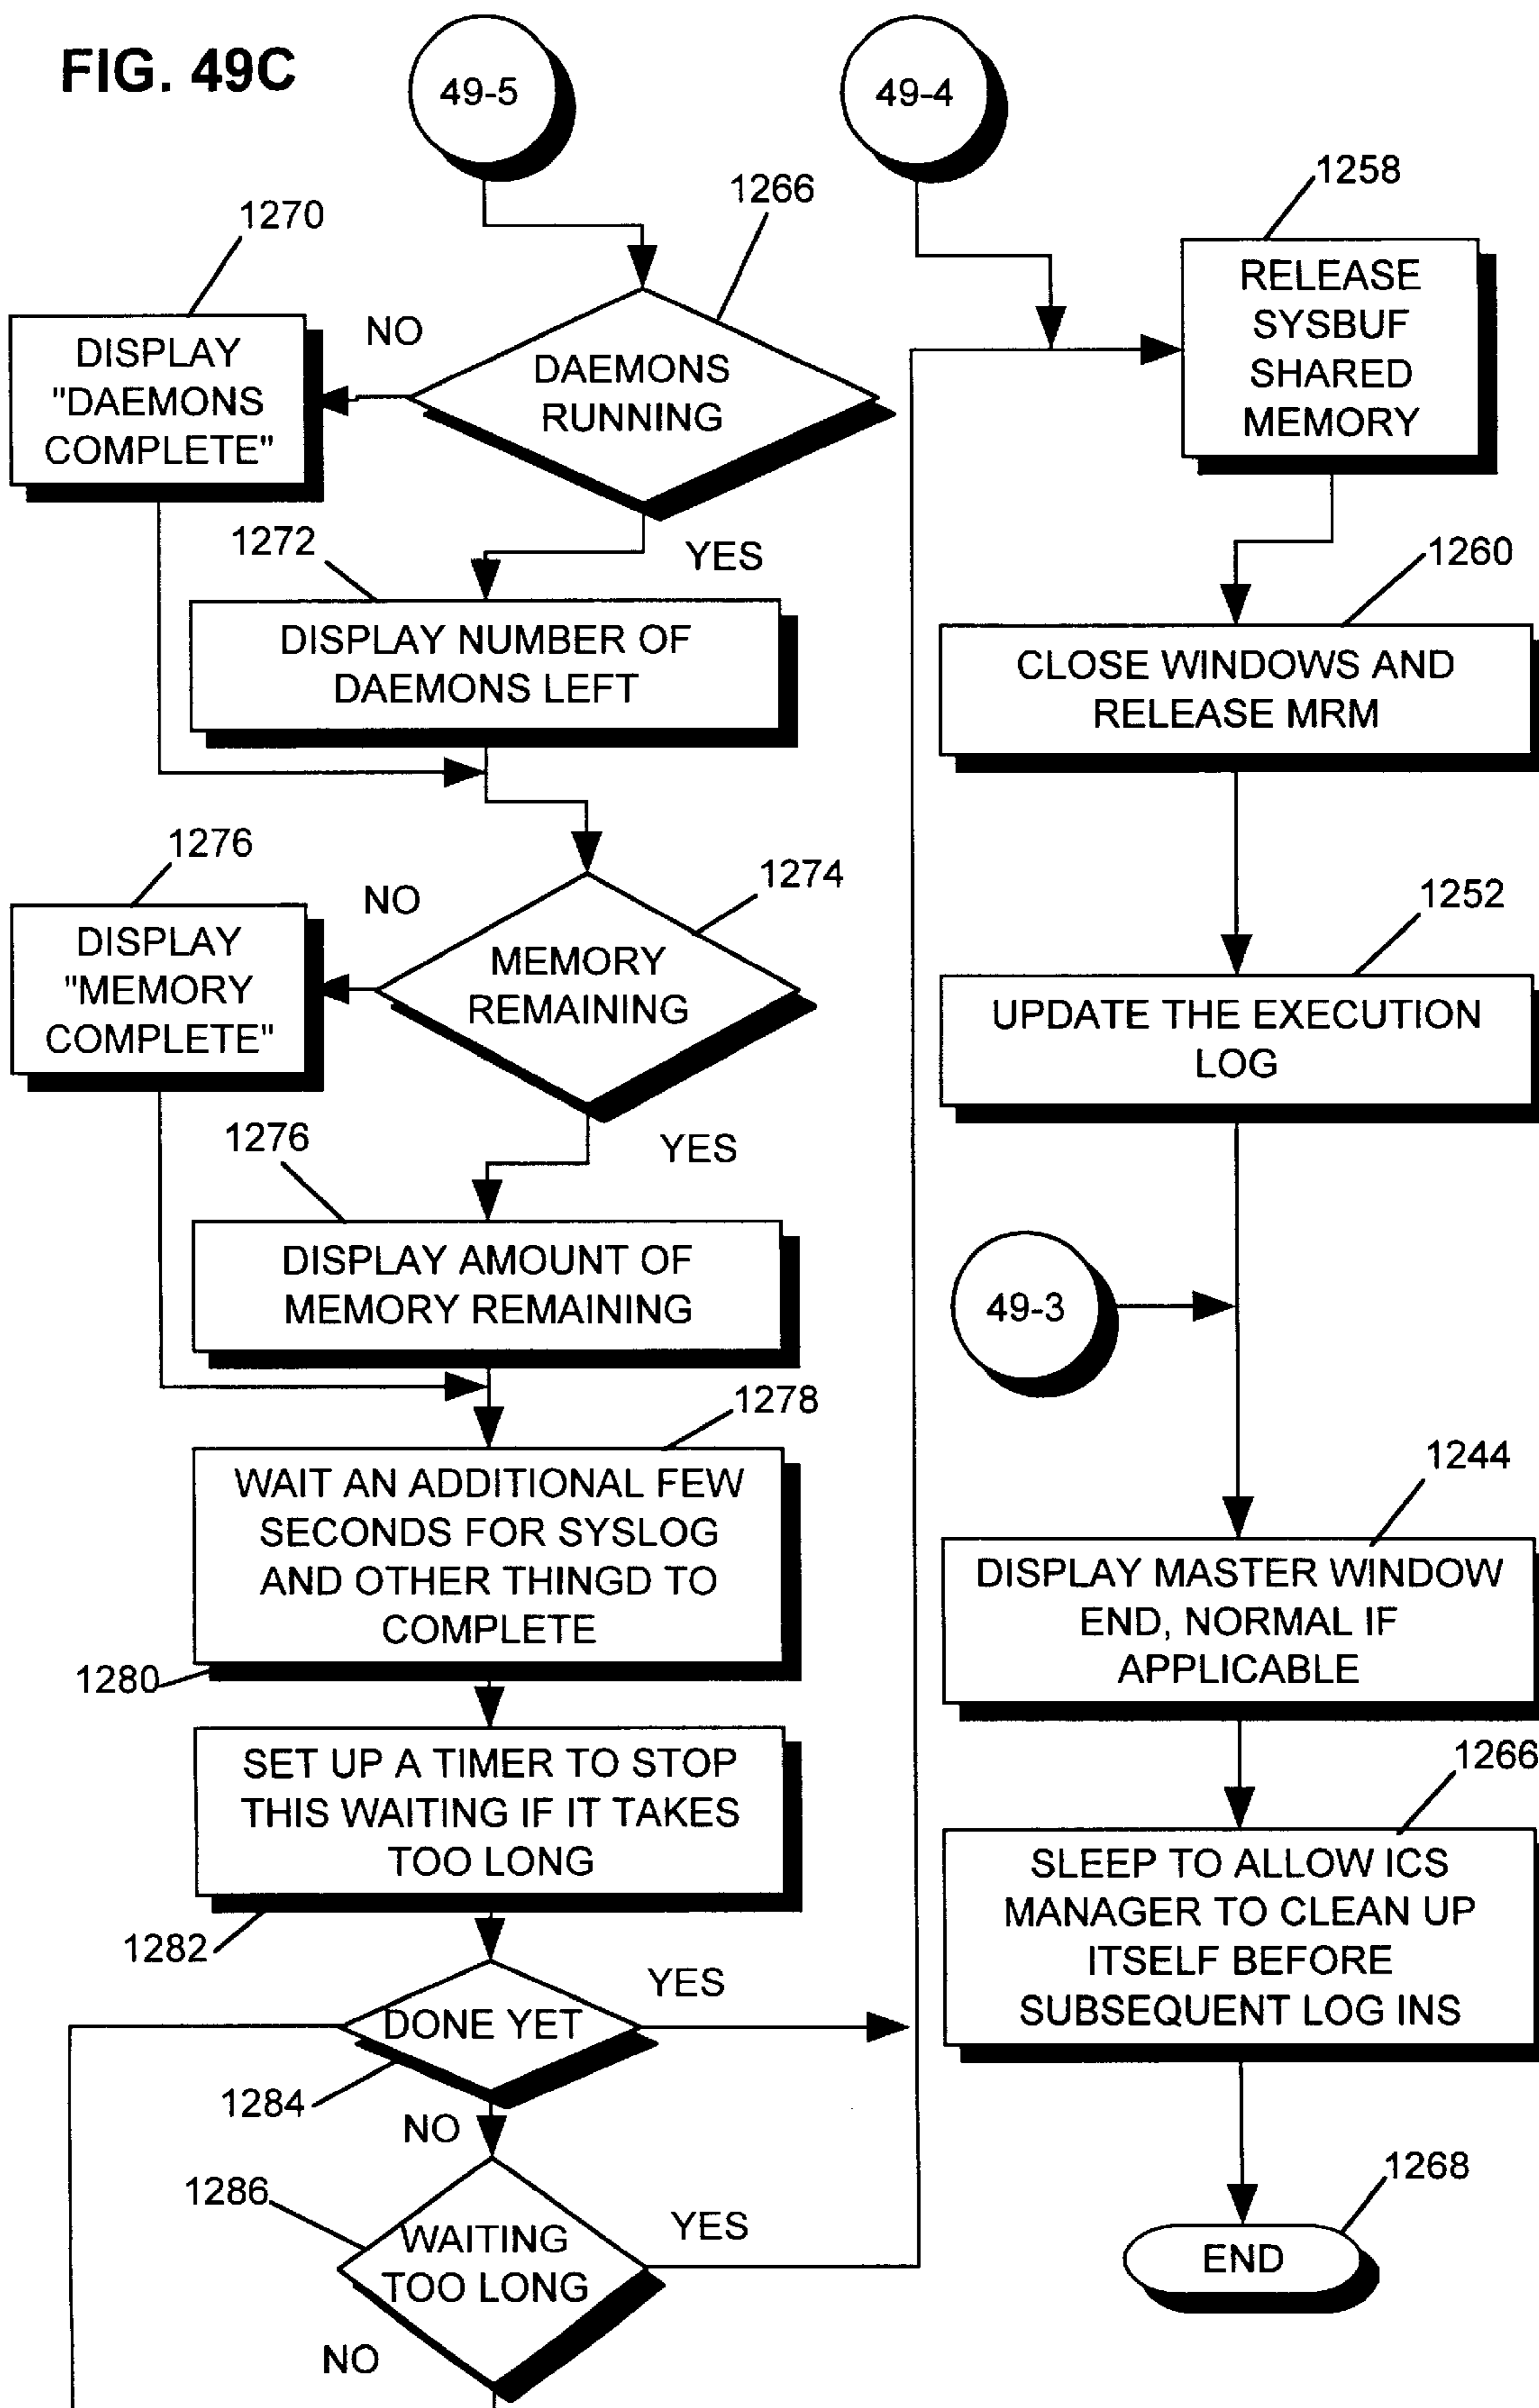 FIG. 49C
49-5
49-4
1266
1258
1270
RELEASE
SYSBUF
SHARED
MEMORY
NO
DISPLAY
"DAEMONS
COMPLETE"
DAEMONS
RUNNING
1272
YES
1260
DISPLAY NUMBER OF
DAEMONS LEFT
CLOSE WINDOWS AND
RELEASE MRM
1276
1274
NO
1252
DISPLAY
"MEMORY
COMPLETE"
MEMORY
REMAINING
UPDATE THE EXECUTION
LOG
1276
YES
DISPLAY AMOUNT OF
MEMORY REMAINING
49-3
1278
1244
WAIT AN ADDITIONAL FEW
SECONDS FOR SYSLOG
AND OTHER THINGD TO
COMPLETE
DISPLAY MASTER WINDOW
END, NORMAL IF
APPLICABLE
1280
1266
SET UP A TIMER TO STOP
THIS WAITING IF IT TAKES
TOO LONG
SLEEP TO ALLOW ICS
MANAGER TO CLEAN UP
ITSELF BEFORE
SUBSEQUENT LOG INS
1282
YES
DONE YET
1284
NO
1268
1286
YES
WAITING
TOO LONG
END
NO